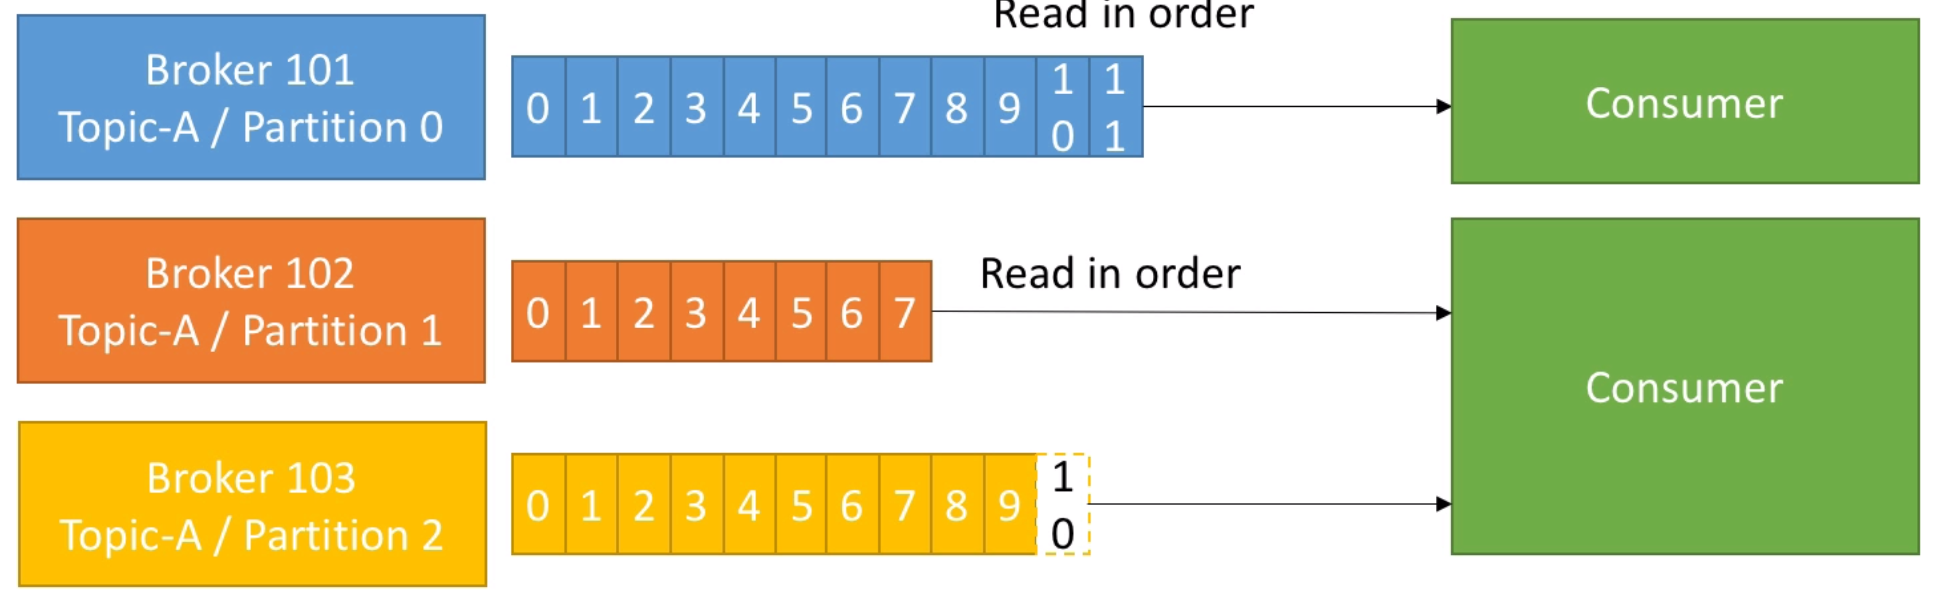 Read in order
Broker 101
Topic-A / Partition 0
0 1 2 3 4 5 6 7 8 9 10 11
Consumer
Broker 102
Topic-A / Partition 1
0 1 2 3 4 5 6 7
Read in order
Consumer
Broker 103
Topic-A / Partition 2
0 1 2 3 4 5 6 7 8 9 10